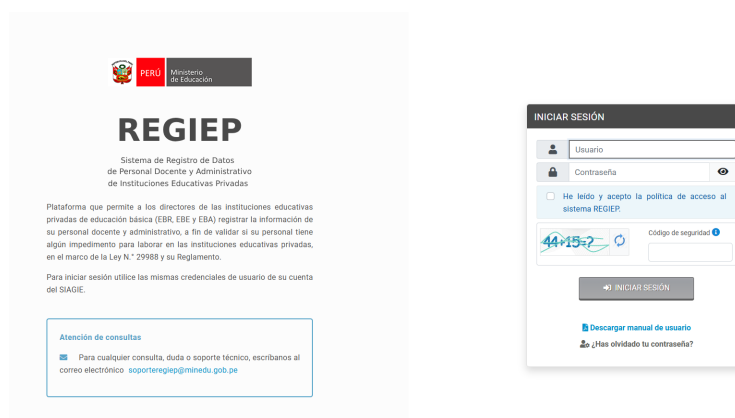 PERÚ
Ministerio
de Educación
REGIEP
Sistema de Registro de Datos
de Personal Docente y Administrativo
de Instituciones Educativas Privadas
Plataforma que permite a los directores de las instituciones educativas
privadas de educación básica (EBR, EBE y EBA) registrar la información de
su personal docente y administrativo, a fin de validar si su personal tiene
algún impedimento para laborar en las instituciones educativas privadas,
en el marco de la Ley N.° 29988 y su Reglamento.
Para iniciar sesión utilice las mismas credenciales de usuario de su cuenta
del SIAGIE.
Atención de consultas
Para cualquier consulta, duda o soporte técnico, escríbanos al
correo electrónico soporteregiep@minedu.gob.pe
INICIAR SESIÓN
Usuario
Contraseña
He leído y acepto la política de acceso al
sistema REGIEP.
44+15=?
Código de seguridad
INICIAR SESIÓN
Descargar manual de usuario
¿Has olvidado tu contraseña?